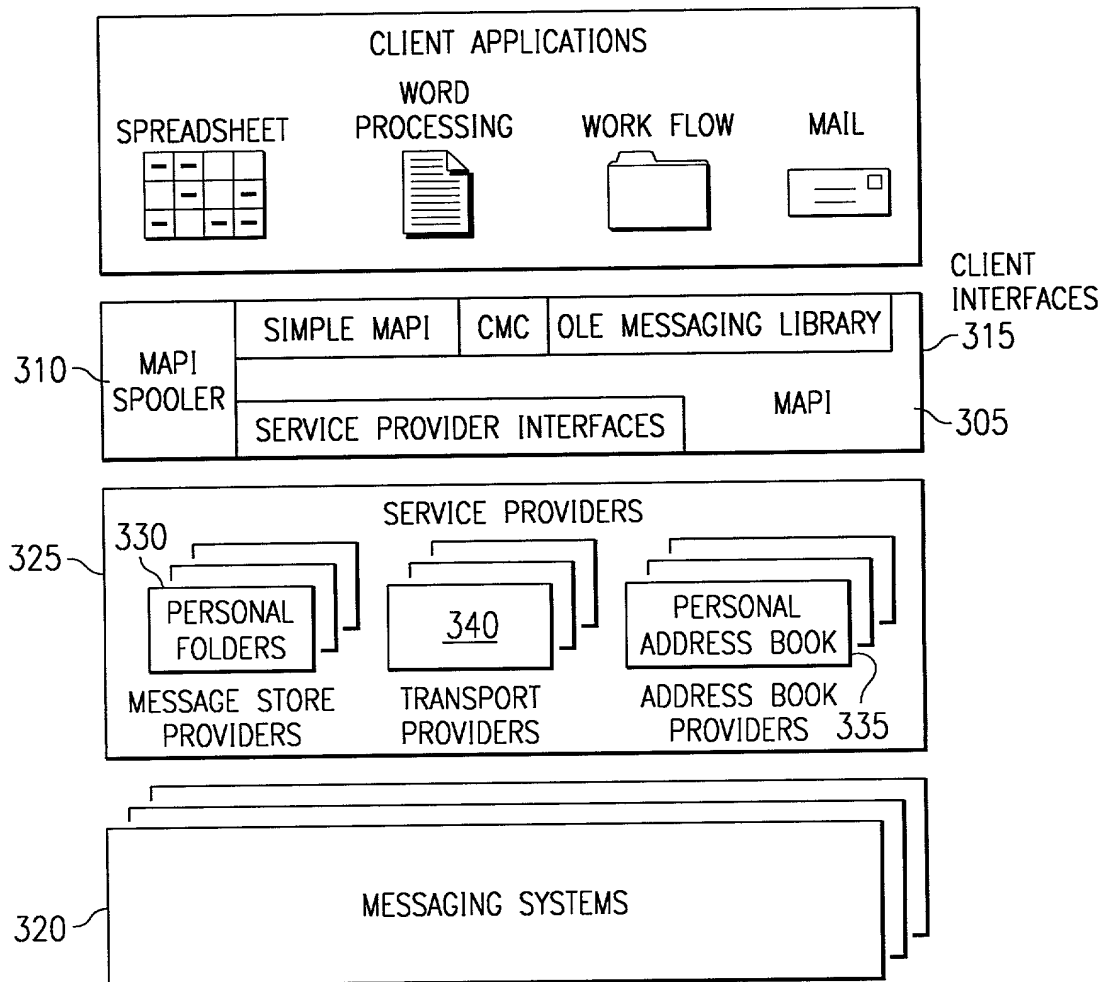 CLIENT APPLICATIONS
SPREADSHEET
WORD
PROCESSING
WORK FLOW
MAIL
CLIENT
INTERFACES
315
310
MAPI
SPOOLER
SIMPLE MAPI
CMC
OLE MESSAGING LIBRARY
MAPI
305
SERVICE PROVIDER INTERFACES
SERVICE PROVIDERS
325
330
PERSONAL
FOLDERS
340
PERSONAL
ADDRESS BOOK
MESSAGE STORE
PROVIDERS
TRANSPORT
PROVIDERS
ADDRESS BOOK
PROVIDERS
335
320
MESSAGING SYSTEMS